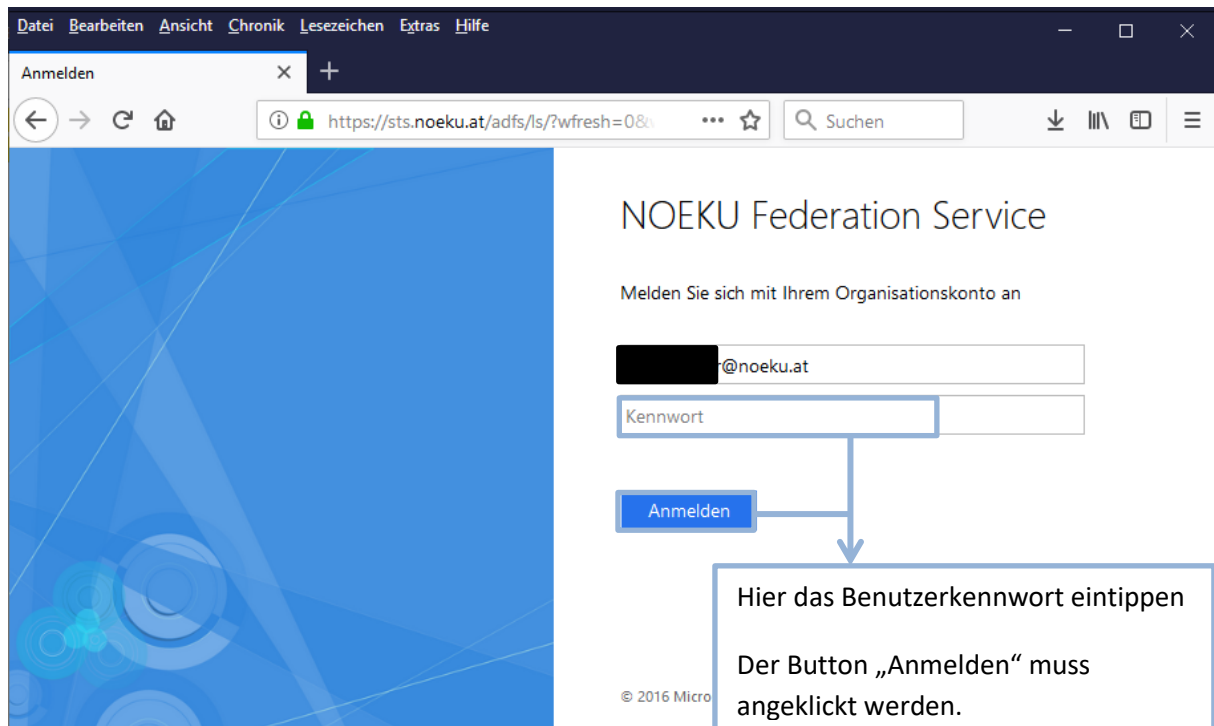 Datei Bearbeiten Ansicht Chronik Lesezeichen Extras Hilfe
Anmelden
https://sts.noeku.at/adfs/ls/?wfresh=0&
Suchen
NOEKU Federation Service
Melden Sie sich mit Ihrem Organisationskonto an
r@noeku.at
Kennwort
Anmelden
Hier das Benutzerkennwort eintippen
Der Button „Anmelden“ muss
angeklickt werden.
© 2016 Micro